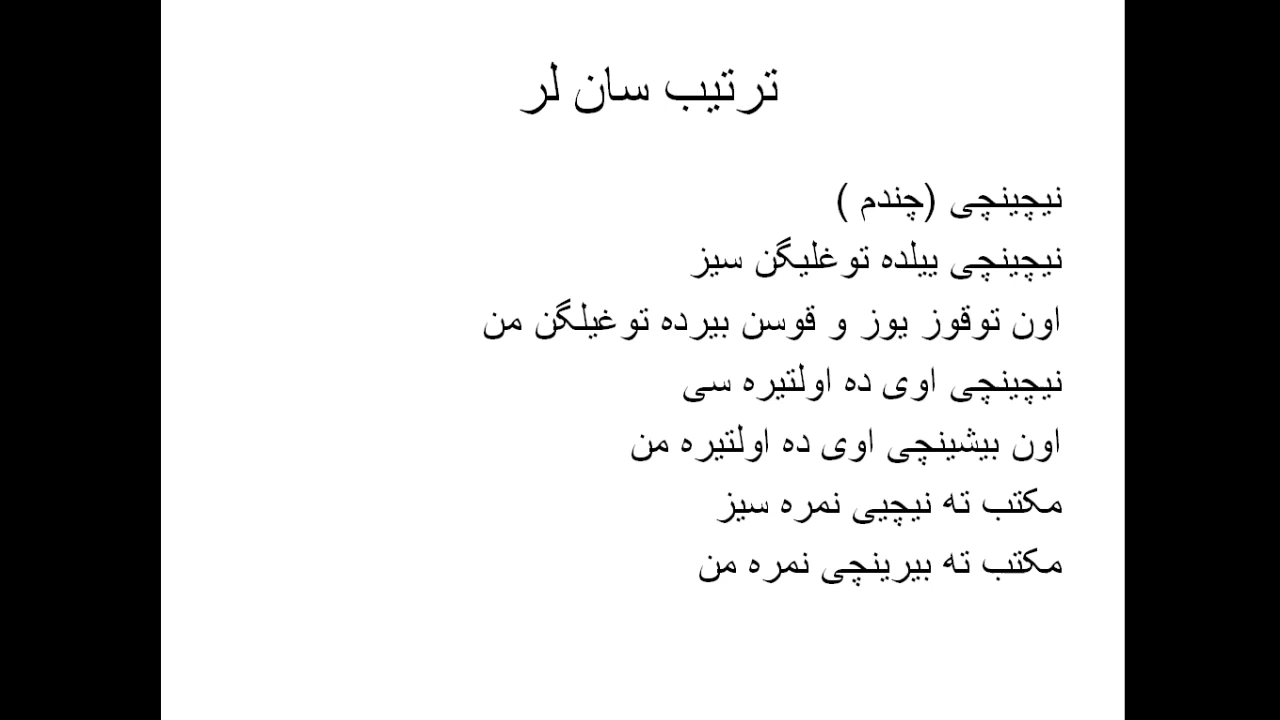 ترتیب سان لر
نیچینچی (چندم )
نیچینچی ییلده توغلیگن سیز
اون توقوز یوز و قوسن بیرده توغیلگن من
نیچینچی اوی ده اولتیره سی
اون بیشینچی اوی ده اولتیره من
مکتب ته نیچیی نمره سیز
مکتب ته بیرینچی نمره من